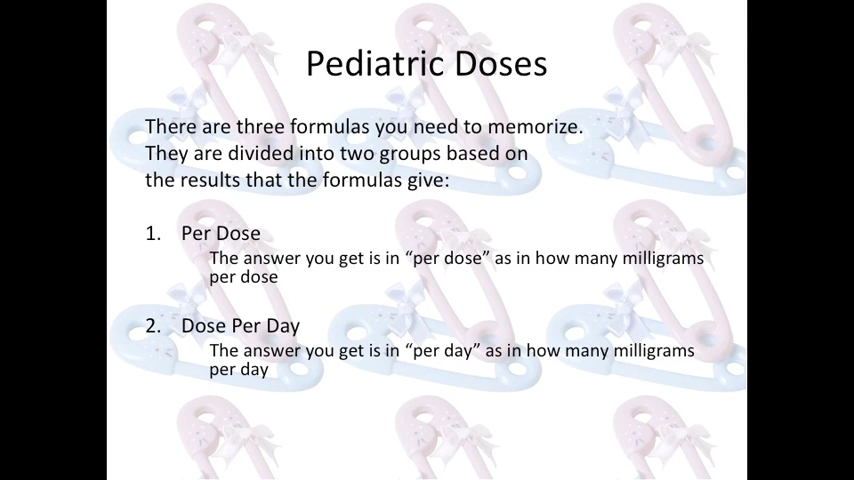 Pediatric Doses
There are three formulas you need to memorize.
They are divided into two groups based on
the results that the formulas give:
1. Per Dose
The answer you get is in “per dose” as in how many milligrams
per dose
2. Dose Per Day
The answer you get is in “per day” as in how many milligrams
per day